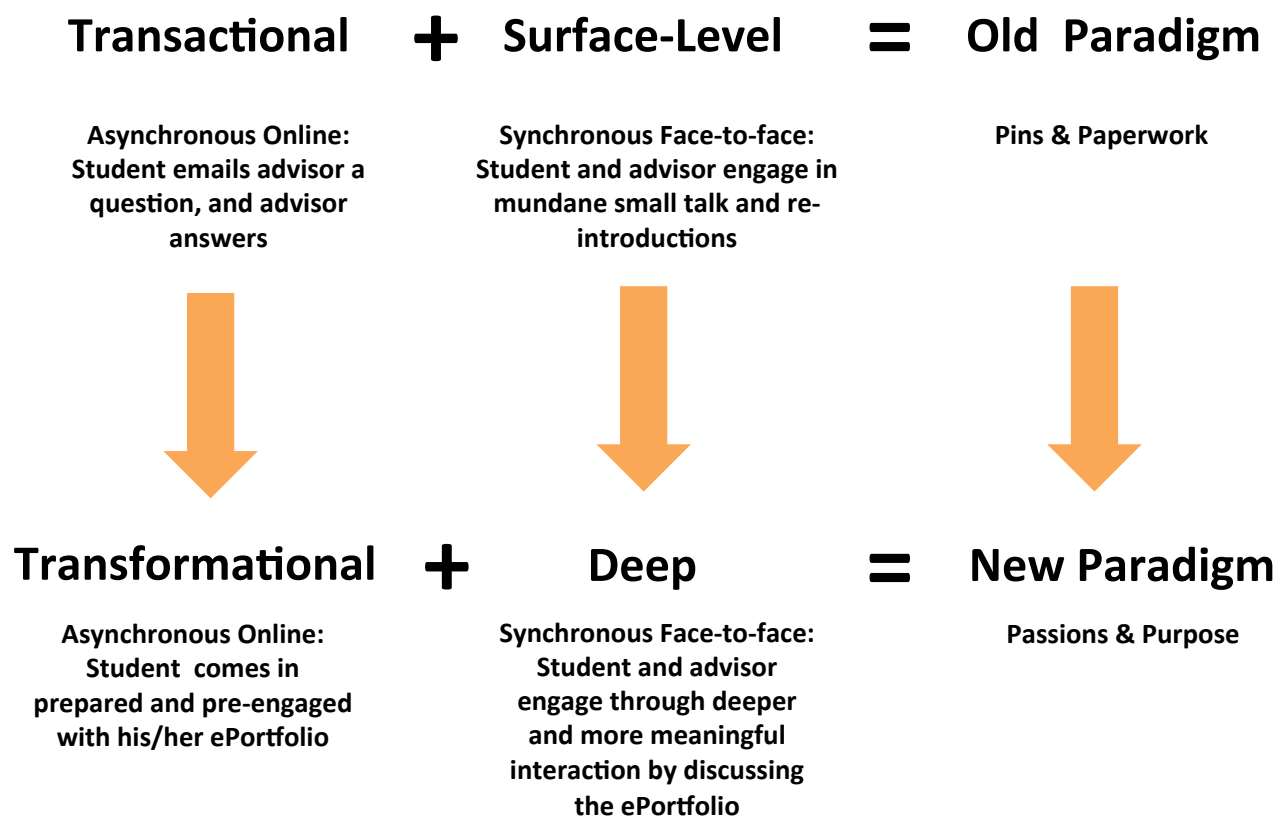 Transactional + Surface-Level = Old Paradigm
Asynchronous Online:
Student emails advisor a
question, and advisor
answers
Synchronous Face-to-face:
Student and advisor engage in
mundane small talk and re-
introductions
Pins & Paperwork
Transformational + Deep = New Paradigm
Asynchronous Online:
Student comes in
prepared and pre-engaged
with his/her ePortfolio
Synchronous Face-to-face:
Student and advisor
engage through deeper
and more meaningful
interaction by discussing
the ePortfolio
Passions & Purpose